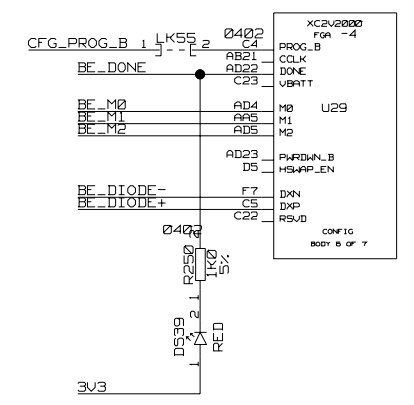 XC2V2000
FGA -4
0402
LK55
CFG_PROG_B 1 2 C4 PROG_B
AB21 CCLK
BE_DONE AD22 DONE
C23 VBATT
BE_M0 AD4 M0 U29
BE_M1 AA5 M1
BE_M2 AD5 M2
AD23 PWRDWN_B
D5 HSWAP_EN
BE_DIODE- F7 DXN
BE_DIODE+ C5 DXP
C22 RSVD
0402
2
CONFIG
BODY 6 OF 7
R250
1K0
5%
1
2
DS39
RED
1
3V3